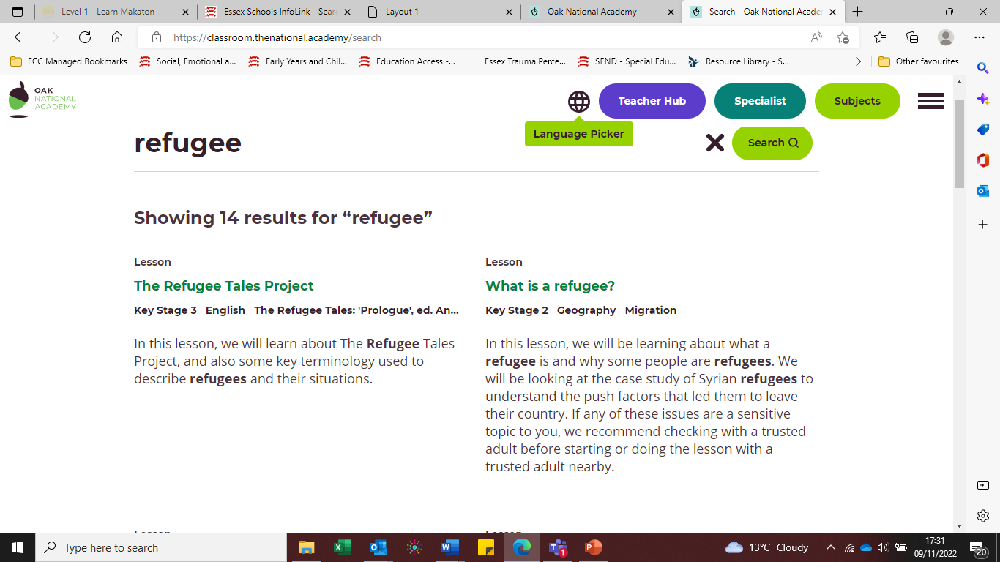 Level 1 - Learn Makaton
Essex Schools InfoLink - Sear
Layout 1
Oak National Academy
Search - Oak National Acade
https://classroom.thenational.academy/search
ECC Managed Bookmarks
Social, Emotional a...
Early Years and Chil...
Education Access -...
Essex Trauma Perce...
SEND - Special Edu...
Resource Library - S...
Other favourites
OAK
NATIONAL
ACADEMY
Teacher Hub
Specialist
Subjects
Language Picker
refugee
Search
Showing 14 results for “refugee”
Lesson
The Refugee Tales Project
Key Stage 3 English The Refugee Tales: 'Prologue', ed. An...
In this lesson, we will learn about The Refugee Tales
Project, and also some key terminology used to
describe refugees and their situations.
Lesson
What is a refugee?
Key Stage 2 Geography Migration
In this lesson, we will be learning about what a
refugee is and why some people are refugees. We
will be looking at the case study of Syrian refugees to
understand the push factors that led them to leave
their country. If any of these issues are a sensitive
topic to you, we recommend checking with a trusted
adult before starting or doing the lesson with a
trusted adult nearby.
Lesson
Lesson
Type here to search
1
13°C Cloudy
17:31
09/11/2022
20